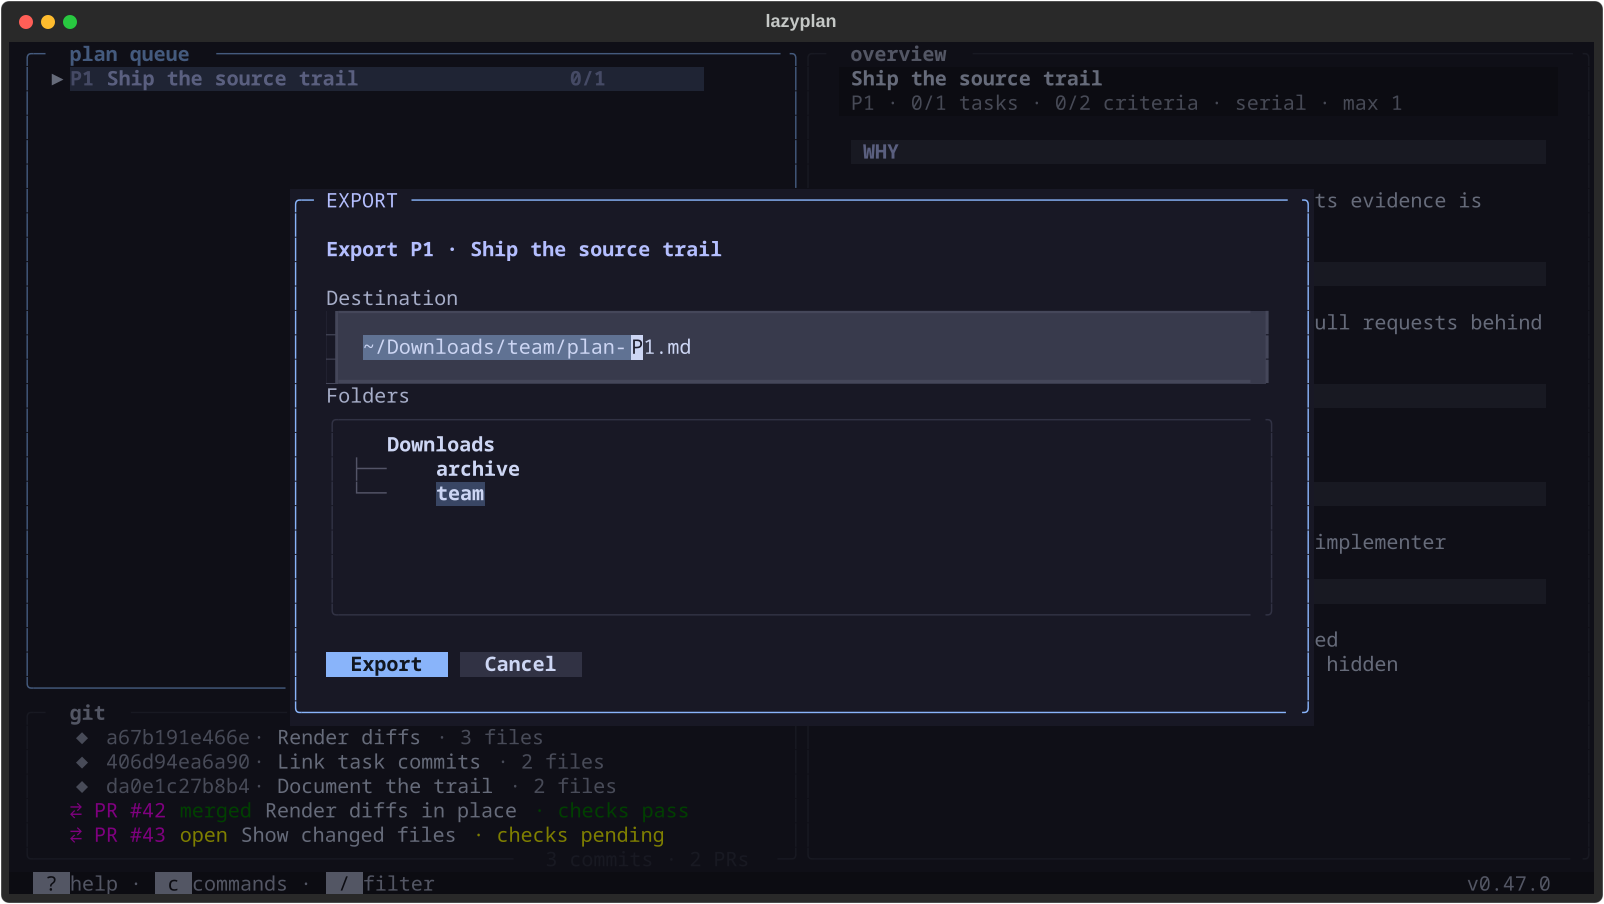 lazyplan
plan queue
▶ P1 Ship the source trail 0/1
overview
Ship the source trail
P1 · 0/1 tasks · 0/2 criteria · serial · max 1
WHY
ts evidence is
ull requests behind
implementer
ed
hidden
EXPORT
Export P1 · Ship the source trail
Destination
~/Downloads/team/plan-P1.md
Folders
Downloads
├── archive
└── team
Export Cancel
git
◆ a67b191e466e · Render diffs · 3 files
◆ 406d94ea6a90 · Link task commits · 2 files
◆ da0e1c27b8b4 · Document the trail · 2 files
⇄ PR #42 merged Render diffs in place · checks pass
⇄ PR #43 open Show changed files · checks pending
3 commits · 2 PRs
? help · c commands · / filter
v0.47.0